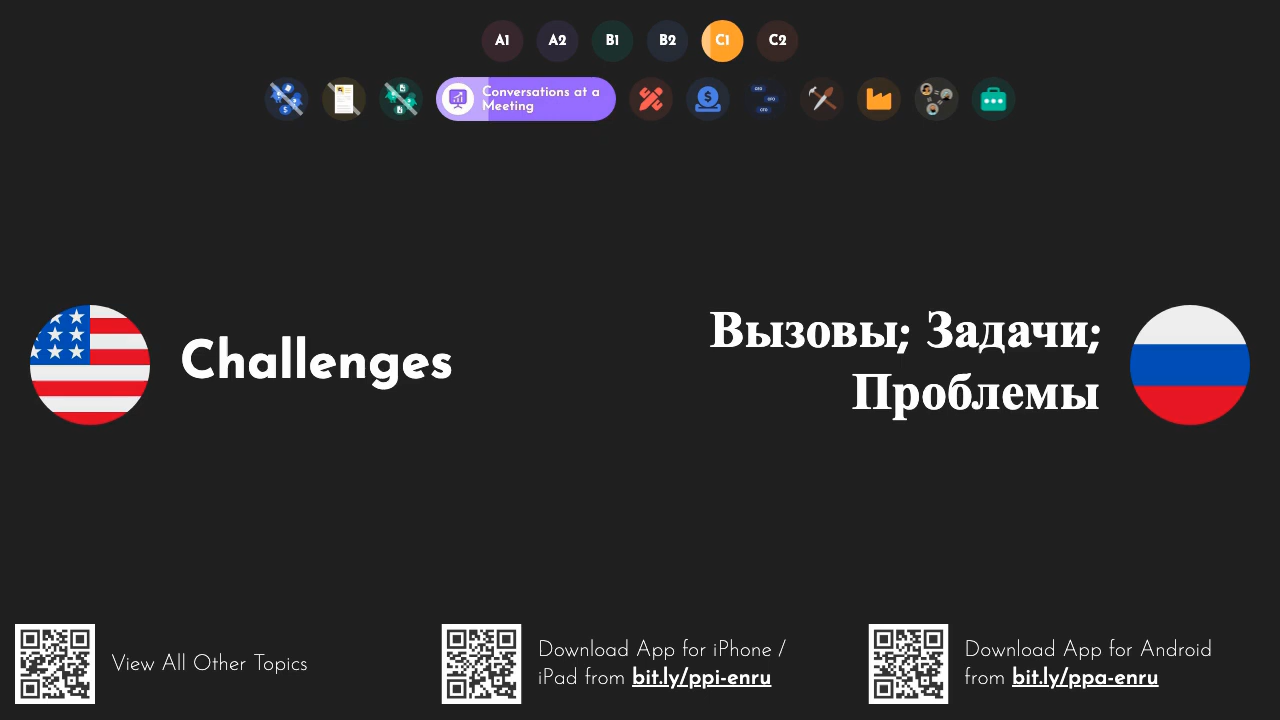 A1 A2 B1 B2 C1 C2
Conversations at a
Meeting
Challenges
Вызовы; Задачи;
Проблемы
View All Other Topics
Download App for iPhone /
iPad from bit.ly/ppi-enru
Download App for Android
from bit.ly/ppa-enru